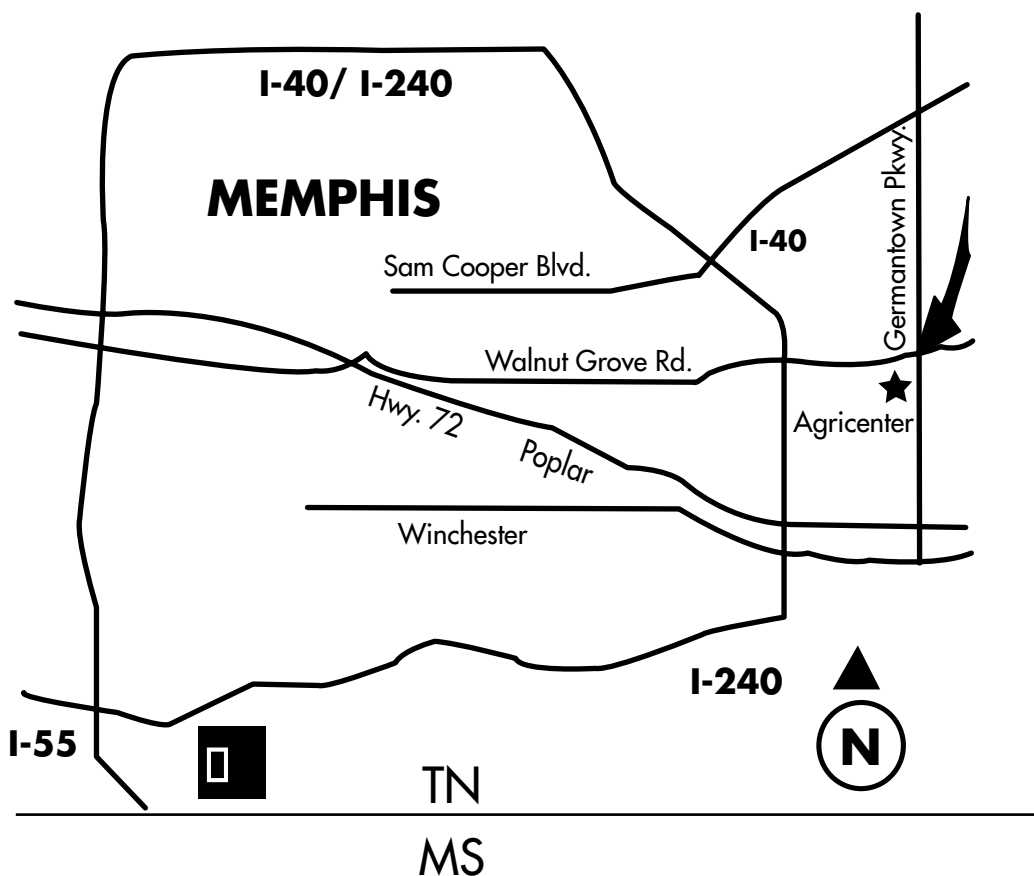 I-40/ I-240
MEMPHIS
Germantown Pkwy.
I-40
Sam Cooper Blvd.
Walnut Grove Rd.
Hwy. 72
Agricenter
Poplar
Winchester
I-240
I-55
N
TN
MS